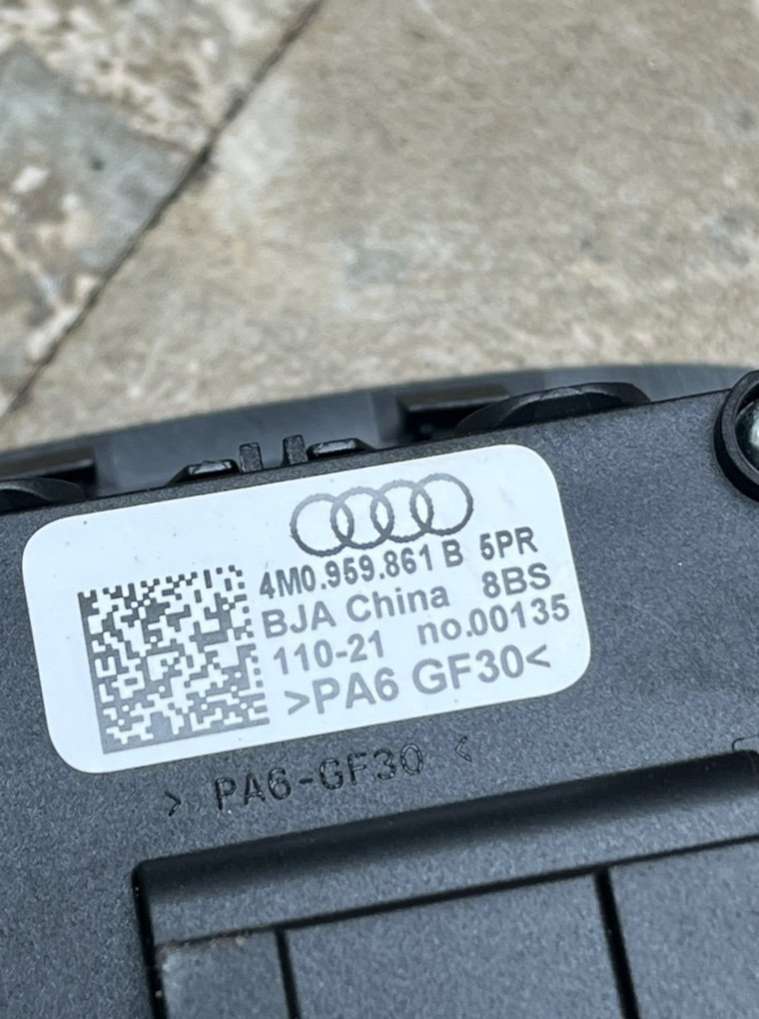 4M0.959.861 B 5PR
BJA China 8BS
110-21 no.00135
>PA6 GF30<
> PA6-GF30 <